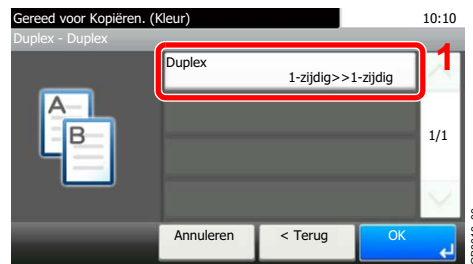 Gereed voor Kopiëren. (Kleur) 10:10
Duplex - Duplex
Duplex
1-zijdig>>1-zijdig
1
A
B
1/1
Annuleren < Terug OK